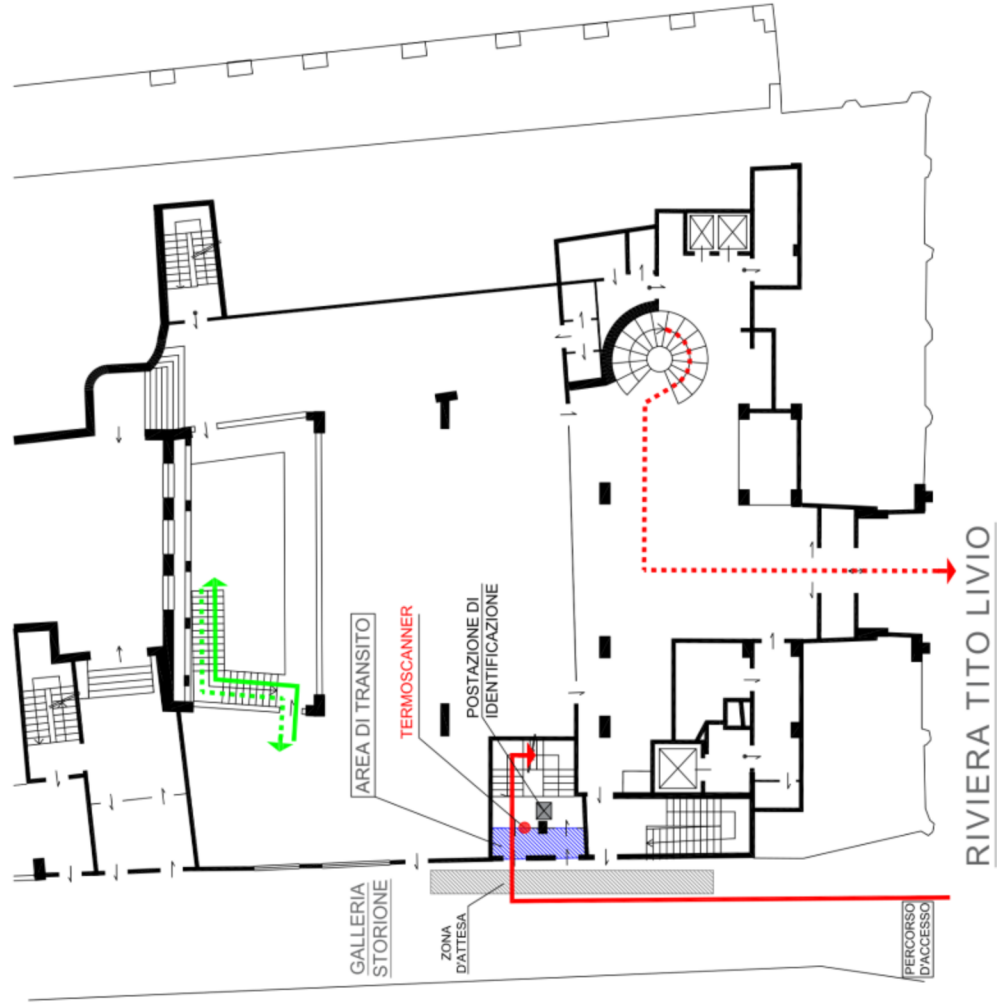 AREA DI TRANSITO
TERMOSCANNER
POSTAZIONE DI
IDENTIFICAZIONE
GALLERIA
STORIONE
ZONA
D'ATTESA
PERCORSO
D'ACCESSO
RIVIERA TITO LIVIO